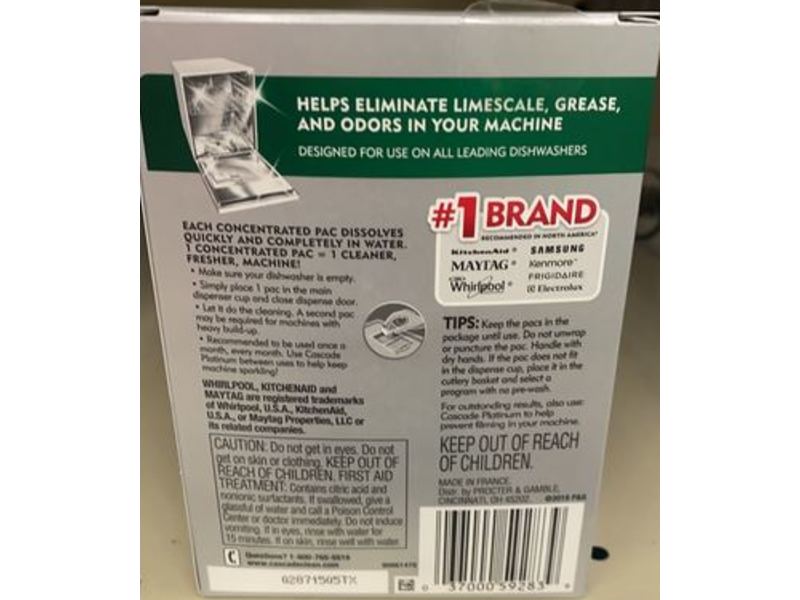 HELPS ELIMINATE LIMESCALE, GREASE,
AND ODORS IN YOUR MACHINE
DESIGNED FOR USE ON ALL LEADING DISHWASHERS
#1 BRAND
RECOMMENDED IN NORTH AMERICA*
KitchenAid® SAMSUNG
MAYTAG® Kenmore
Whirlpool® FRIGIDAIRE
Electrolux
EACH CONCENTRATED PAC DISSOLVES
QUICKLY AND COMPLETELY IN WATER.
1 CONCENTRATED PAC = 1 CLEANER,
FRESHER, MACHINE!
• Make sure your dishwasher is empty.
• Simply place 1 pac in the main
dispenser cup and close dispense door.
• Let it do the cleaning. A second pac
may be required for machines with
heavy build-up.
• Recommended to be used once a
month, every month. Use Cascade
Platinum between uses to help keep
machine sparkling!
WHIRLPOOL, KITCHENAID and
MAYTAG are registered trademarks
of Whirlpool, U.S.A., KitchenAid,
U.S.A., or Maytag Properties, LLC or
its related companies.
CAUTION: Do not get in eyes. Do not
get on skin or clothing. KEEP OUT OF
REACH OF CHILDREN. FIRST AID
TREATMENT: Contains citric acid and
nonionic surfactants. If swallowed, give a
glassful of water and call a Poison Control
Center or doctor immediately. Do not induce
vomiting. If in eyes, rinse with water for
15 minutes. If on skin, rinse well with water.
Questions? 1-800-765-5516
www.cascadeclean.com
TIPS: Keep the pacs in the
package until use. Do not unwrap
or puncture the pac. Handle with
dry hands. If the pac does not fit
in the dispense cup, place it in the
cutlery basket and select a
program with no pre-wash.
For outstanding results, also use:
Cascade Platinum to help
prevent filming in your machine.
KEEP OUT OF REACH
OF CHILDREN.
MADE IN FRANCE.
Distr. by PROCTER & GAMBLE,
CINCINNATI, OH 45202. ©2018 P&G
0 37000 59283